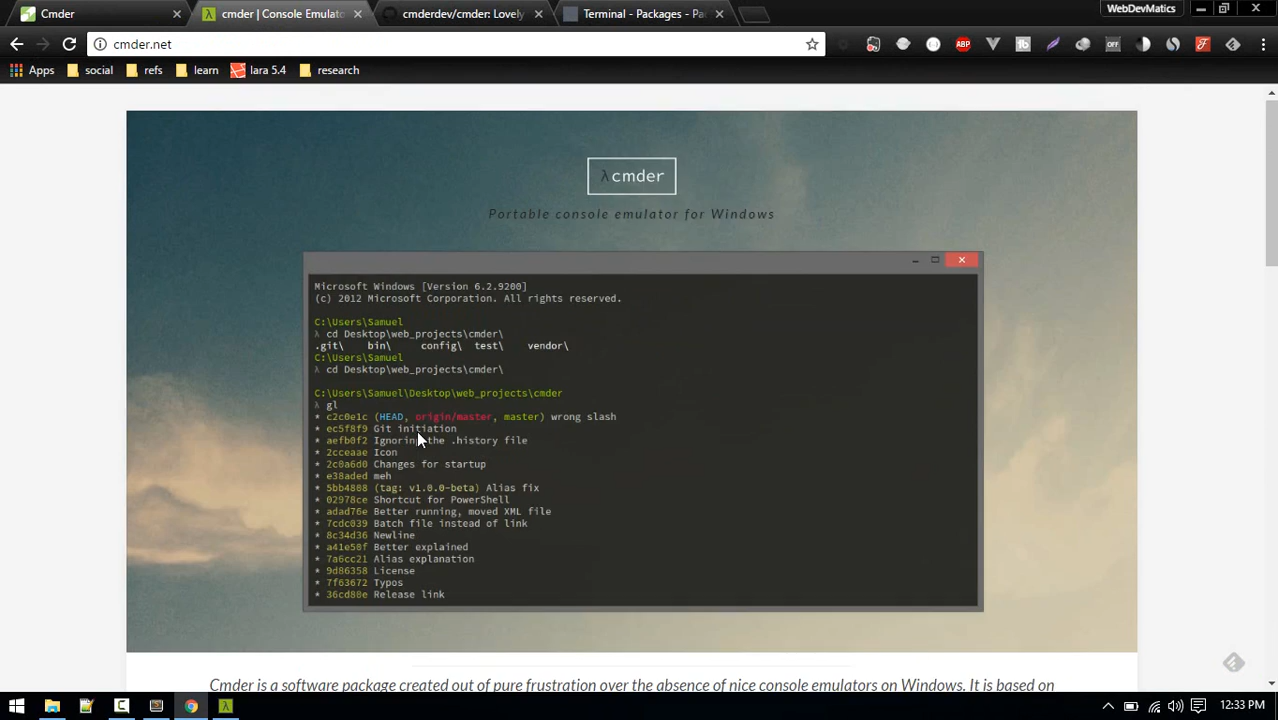 Cmder
cmder | Console Emulato
cmderdev/cmder: Lovely
Terminal - Packages - Pa
WebDevMatics
cmder.net
ABP
OFF
Apps
social
refs
learn
lara 5.4
research
λcmder
Portable console emulator for Windows
Microsoft Windows [Version 6.2.9200]
(c) 2012 Microsoft Corporation. All rights reserved.
C:\Users\Samuel
λ cd Desktop\web_projects\cmder\
.git\ bin\ config\ test\ vendor\
C:\Users\Samuel
λ cd Desktop\web_projects\cmder\
C:\Users\Samuel\Desktop\web_projects\cmder
λ gl
* c2c0e1c (HEAD, origin/master, master) wrong slash
* ec5f8f9 Git initiation
* aefb0f2 Ignoring the .history file
* 2cceaae Icon
* 2c0a6d0 Changes for startup
* e38aded meh
* 5bb4808 (tag: v1.0.0-beta) Alias fix
* 02978ce Shortcut for PowerShell
* adad76e Better running, moved XML file
* 7cdc039 Batch file instead of link
* 8c34d36 Newline
* a41e50f Better explained
* 7a6cc21 Alias explanation
* 9d86358 License
* 7f63672 Typos
* 36cd80e Release link
Cmder is a software package created out of pure frustration over the absence of nice console emulators on Windows. It is based on
12:33 PM